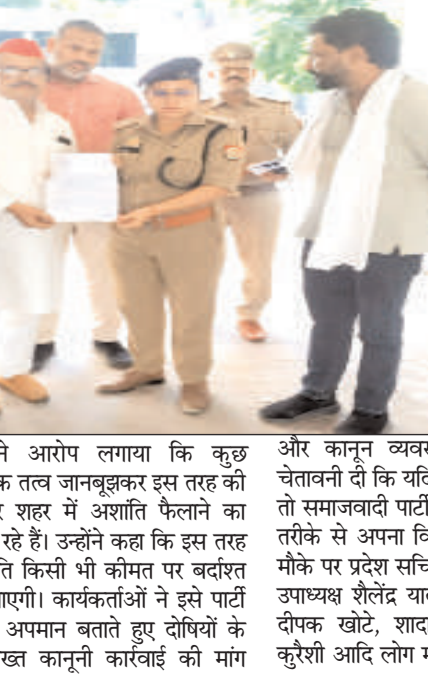 ने आरोप लगाया कि कुछ
क तत्व जानबूझकर इस तरह की
र शहर में अशांति फैलाने का
रहे हैं। उन्होंने कहा कि इस तरह
ति किसी भी कीमत पर बर्दाश्त
ाएगी। कार्यकर्ताओं ने इसे पार्टी
अपमान बताते हुए दोषियों के
ख्त कानूनी कार्रवाई की मांग
और कानून व्यवस
चेतावनी दी कि यदि
तो समाजवादी पार्टी
तरीके से अपना वि
मौके पर प्रदेश सचि
उपाध्यक्ष शैलेंद्र याद
दीपक खोटे, शादा
कुरैशी आदि लोग म